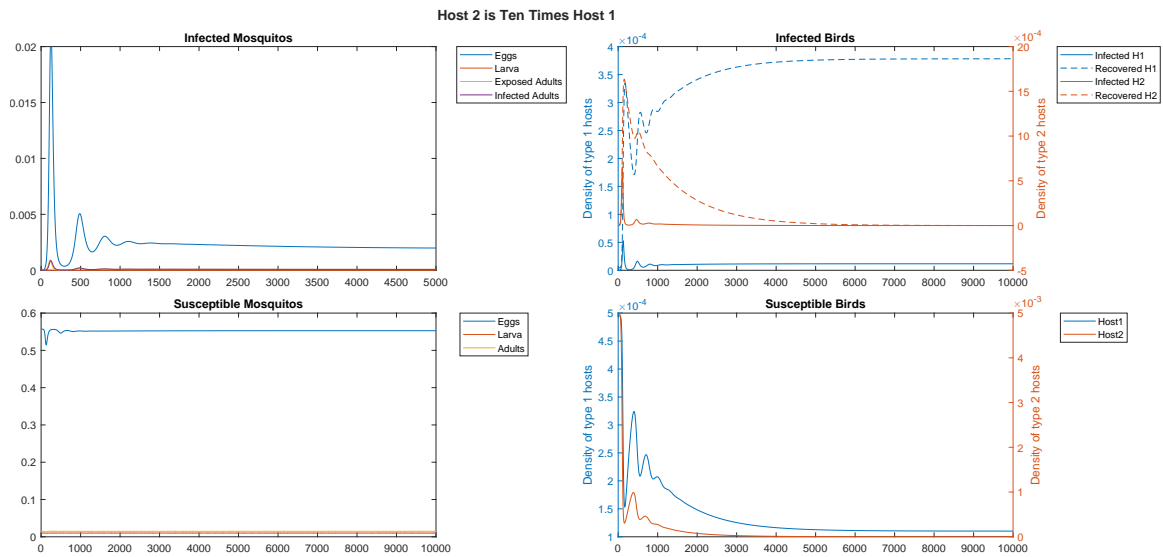 Host 2 is Ten Times Host 1
Infected Mosquitos
0.02
0.015
0.01
0.005
0
0 500 1000 1500 2000 2500 3000 3500 4000 4500 5000
Eggs
Larva
Exposed Adults
Infected Adults
Infected Birds
×10-4
×10-4
4
3.5
3
2.5
2
1.5
1
0.5
0
Density of type 1 hosts
20
15
10
5
0
-5
Density of type 2 hosts
0 1000 2000 3000 4000 5000 6000 7000 8000 9000 10000
Infected H1
Recovered H1
Infected H2
Recovered H2
Susceptible Mosquitos
0.6
0.5
0.4
0.3
0.2
0.1
0
0 1000 2000 3000 4000 5000 6000 7000 8000 9000 10000
Eggs
Larva
Adults
Susceptible Birds
×10-4
×10-3
5
4.5
4
3.5
3
2.5
2
1.5
1
Density of type 1 hosts
5
4
3
2
1
0
Density of type 2 hosts
0 1000 2000 3000 4000 5000 6000 7000 8000 9000 10000
Host1
Host2